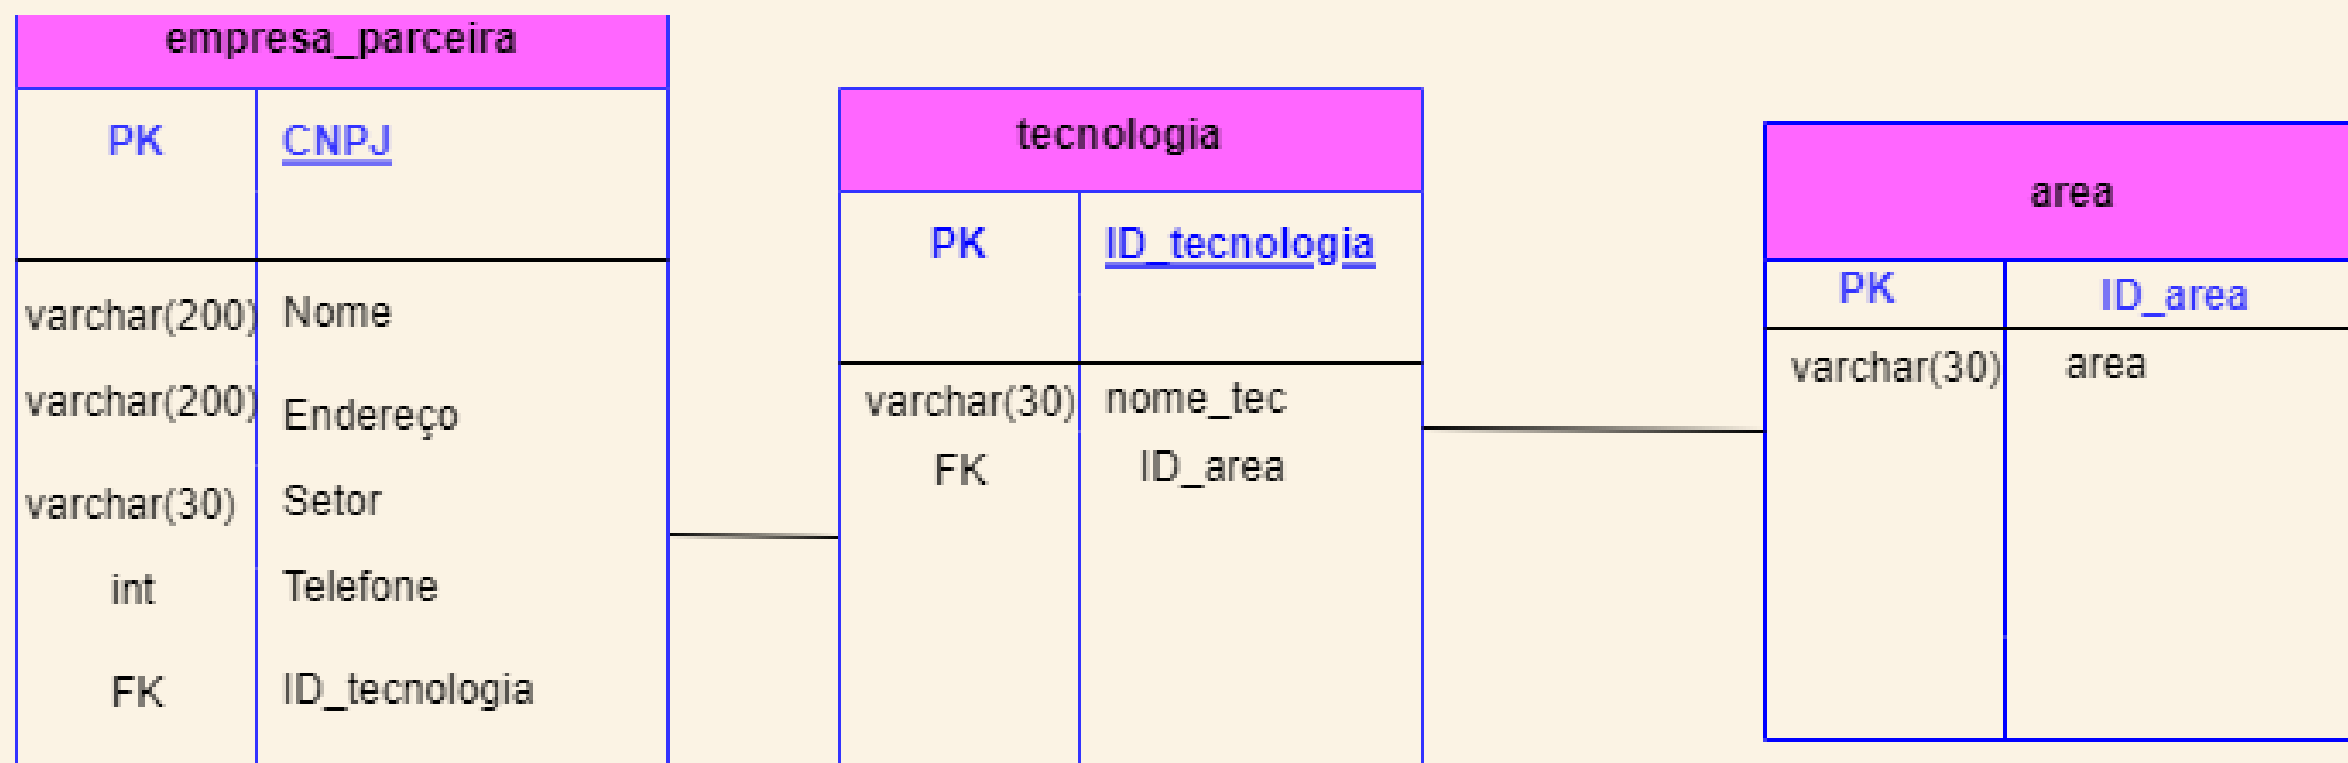 empresa_parceira
PK CNPJ
varchar(200) Nome
varchar(200) Endereço
varchar(30) Setor
int Telefone
FK ID_tecnologia
tecnologia
PK ID_tecnologia
varchar(30) nome_tec
FK ID_area
area
PK ID_area
varchar(30) area